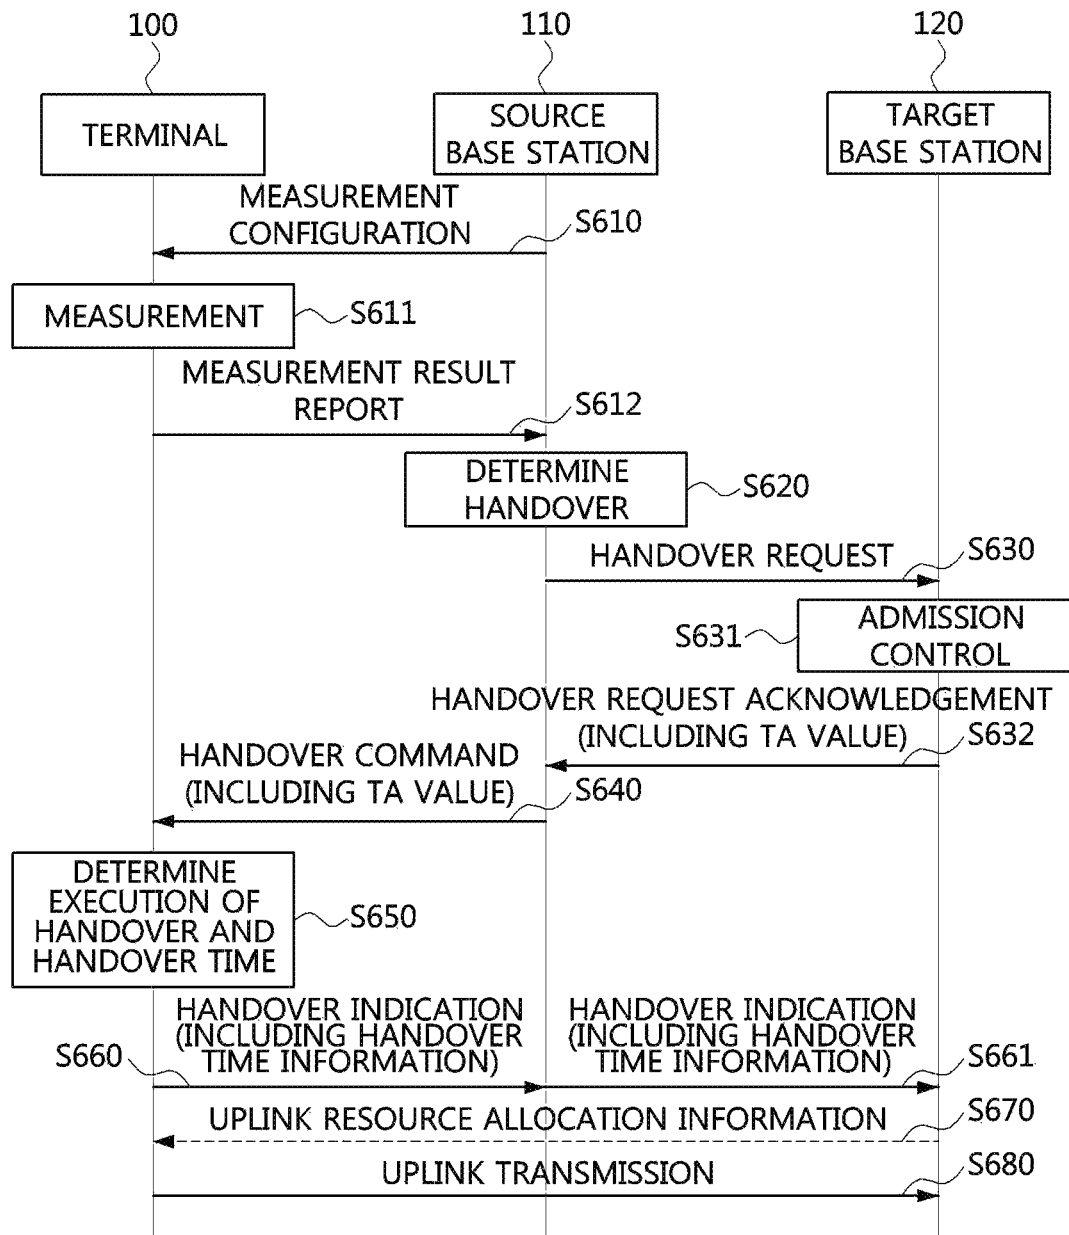 100
110
120
TERMINAL
SOURCE
BASE STATION
TARGET
BASE STATION
MEASUREMENT
CONFIGURATION
S610
MEASUREMENT
S611
MEASUREMENT RESULT
REPORT
S612
DETERMINE
HANDOVER
S620
HANDOVER REQUEST
S630
ADMISSION
CONTROL
S631
HANDOVER REQUEST ACKNOWLEDGEMENT
(INCLUDING TA VALUE)
S632
HANDOVER COMMAND
(INCLUDING TA VALUE)
S640
DETERMINE
EXECUTION OF
HANDOVER AND
HANDOVER TIME
S650
HANDOVER INDICATION
(INCLUDING HANDOVER
TIME INFORMATION)
S660
HANDOVER INDICATION
(INCLUDING HANDOVER
TIME INFORMATION)
S661
UPLINK RESOURCE ALLOCATION INFORMATION
S670
UPLINK TRANSMISSION
S680